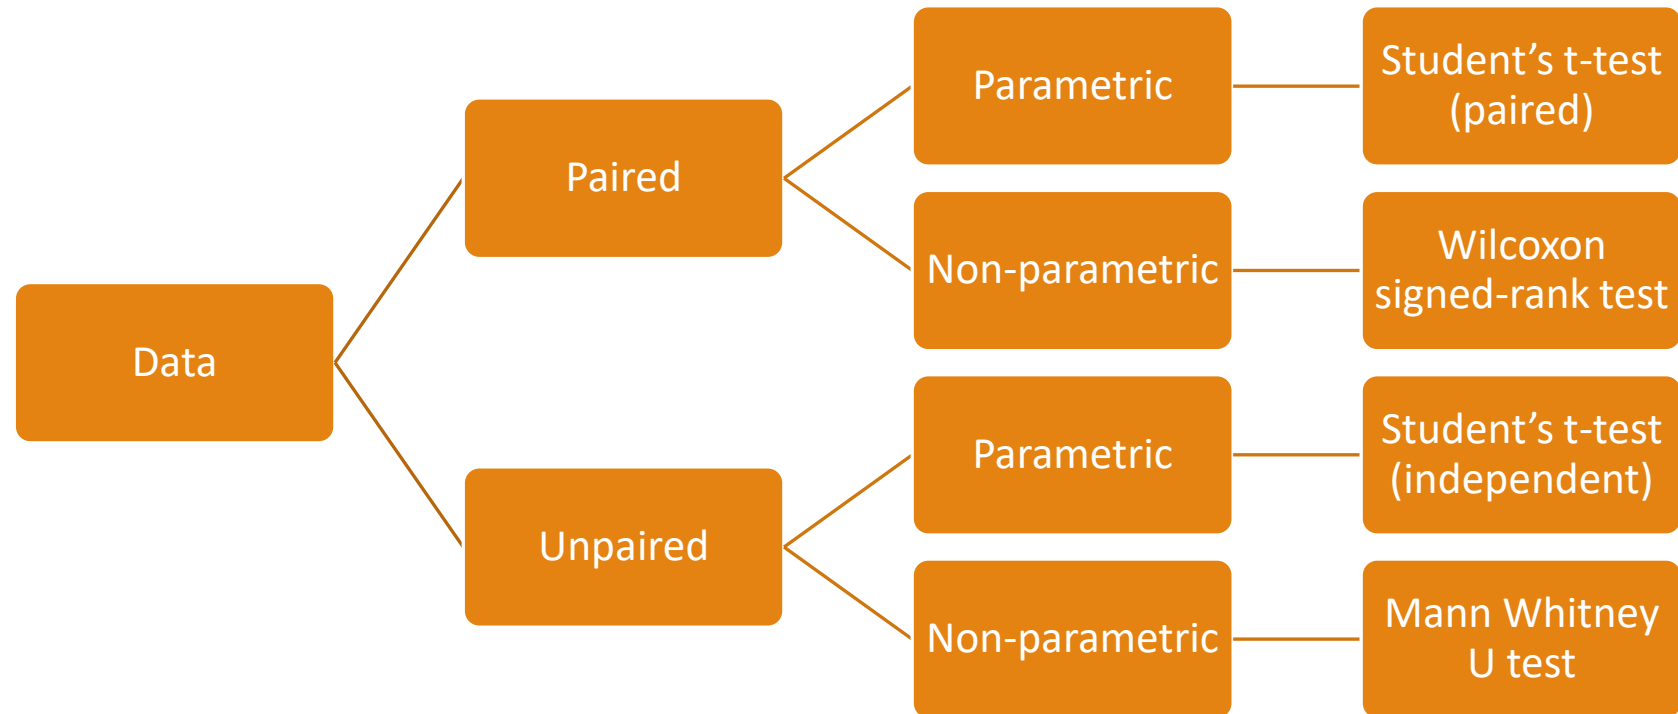 Data
Paired
Unpaired
Parametric
Non-parametric
Parametric
Non-parametric
Student’s t-test
(paired)
Wilcoxon
signed-rank test
Student’s t-test
(independent)
Mann Whitney
U test